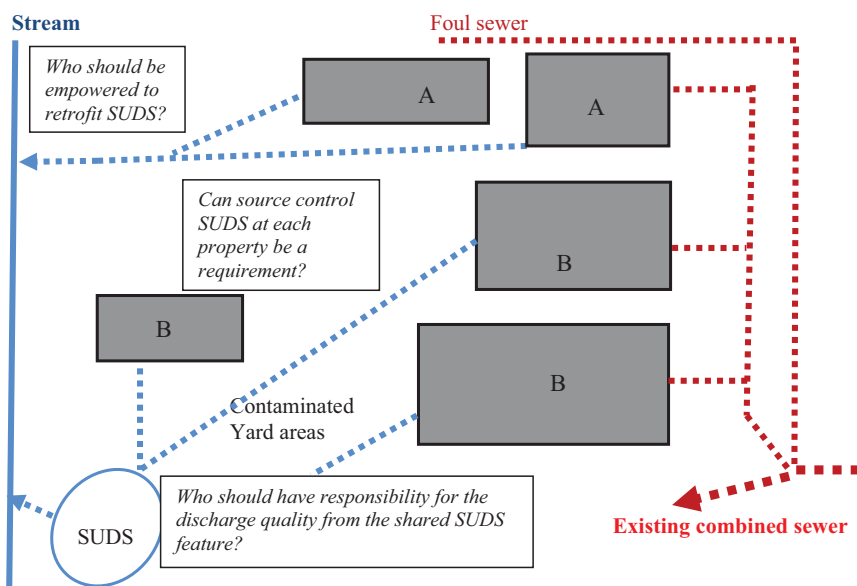 Stream
Foul sewer
Who should be
empowered to
retrofit SUDS?
A
A
Can source control
SUDS at each
property be a
requirement?
B
B
B
Contaminated
Yard areas
Who should have responsibility for the
discharge quality from the shared SUDS
feature?
SUDS
Existing combined sewer